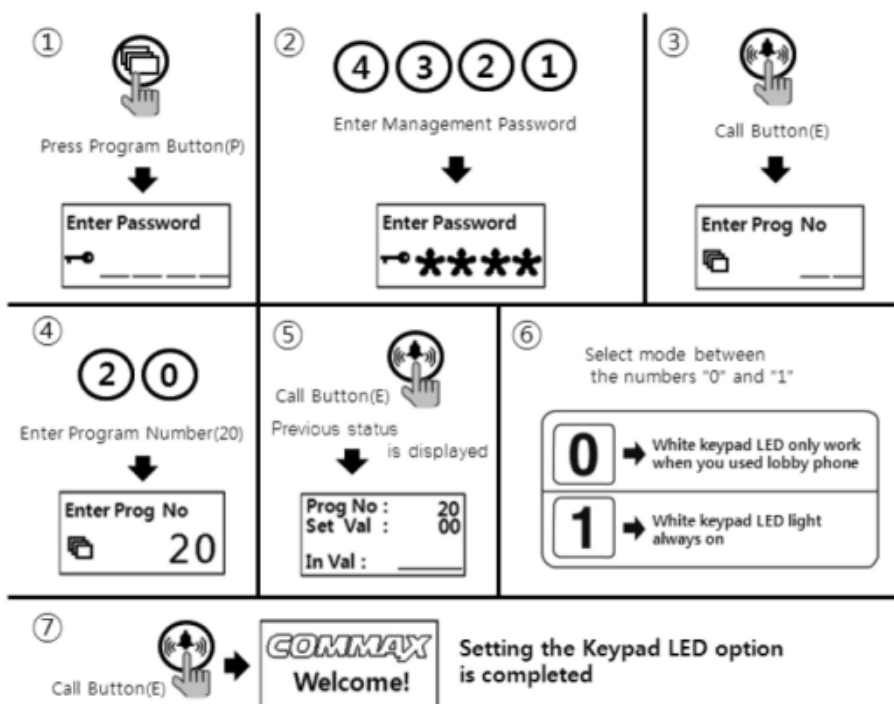 ①
Press Program Button(P)
Enter Password
②
4 3 2 1
Enter Management Password
Enter Password
③
Call Button(E)
Enter Prog No
④
2 0
Enter Program Number(20)
Enter Prog No
20
⑤
Call Button(E)
Previous status
is displayed
Prog No : 20
Set Val : 00
In Val :
⑥
Select mode between
the numbers "0" and "1"
0 White keypad LED only work
when you used lobby phone
1 White keypad LED light
always on
⑦
Call Button(E)
COMMAX
Welcome!
Setting the Keypad LED option
is completed